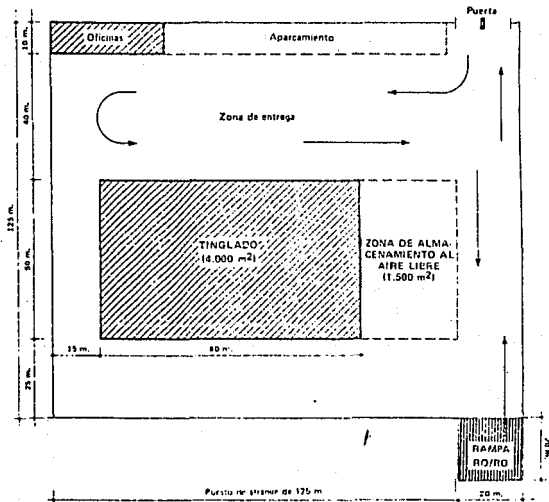 Puerta
Oficinas
Aparcamiento
10 m.
40 m.
Zona de entrega
125 m.
50 m.
TINGLADO
(4.000 m²)
ZONA DE ALMA-
CENAMIENTO AL
AIRE LIBRE
(1.500 m²)
15 m.
80 m.
25 m.
RAMPA
RO/RO
Puesto de atraque de 125 m
20 m.